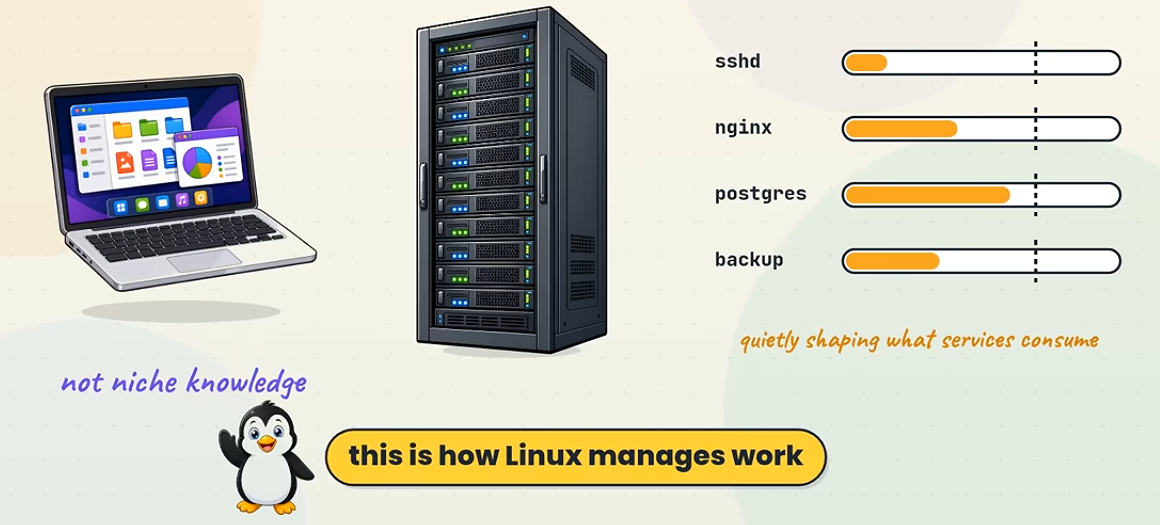 sshd
nginx
postgres
backup
quietly shaping what services consume
not niche knowledge
this is how Linux manages work